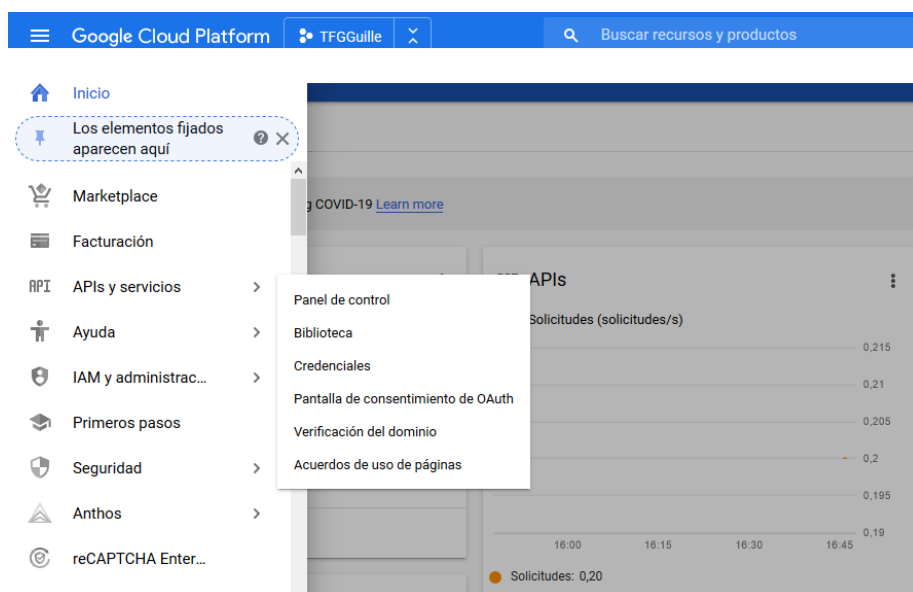 Google Cloud Platform
TFGGuille
Buscar recursos y productos
Inicio
Los elementos fijados
aparecen aquí
Marketplace
Facturación
API
APIs y servicios
Ayuda
IAM y administrac...
Primeros pasos
Seguridad
Anthos
reCAPTCHA Enter...
Panel de control
Biblioteca
Credenciales
Pantalla de consentimiento de OAuth
Verificación del dominio
Acuerdos de uso de páginas
COVID-19 Learn more
APIs
Solicitudes (solicitudes/s)
0,215
0,21
0,205
0,2
0,195
0,19
16:00 16:15 16:30 16:45
Solicitudes: 0,20